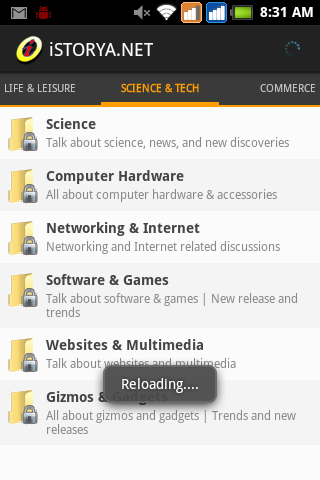 8:31 AM
iSTORYA.NET
LIFE & LEISURE
SCIENCE & TECH
COMMERCE
Science
Talk about science, news, and new discoveries
Computer Hardware
All about computer hardware & accessories
Networking & Internet
Networking and Internet related discussions
Software & Games
Talk about software & games | New release and
trends
Websites & Multimedia
Talk about websites and multimedia
Reloading....
Gizmos & Gadgets
All about gizmos and gadgets | Trends and new
releases